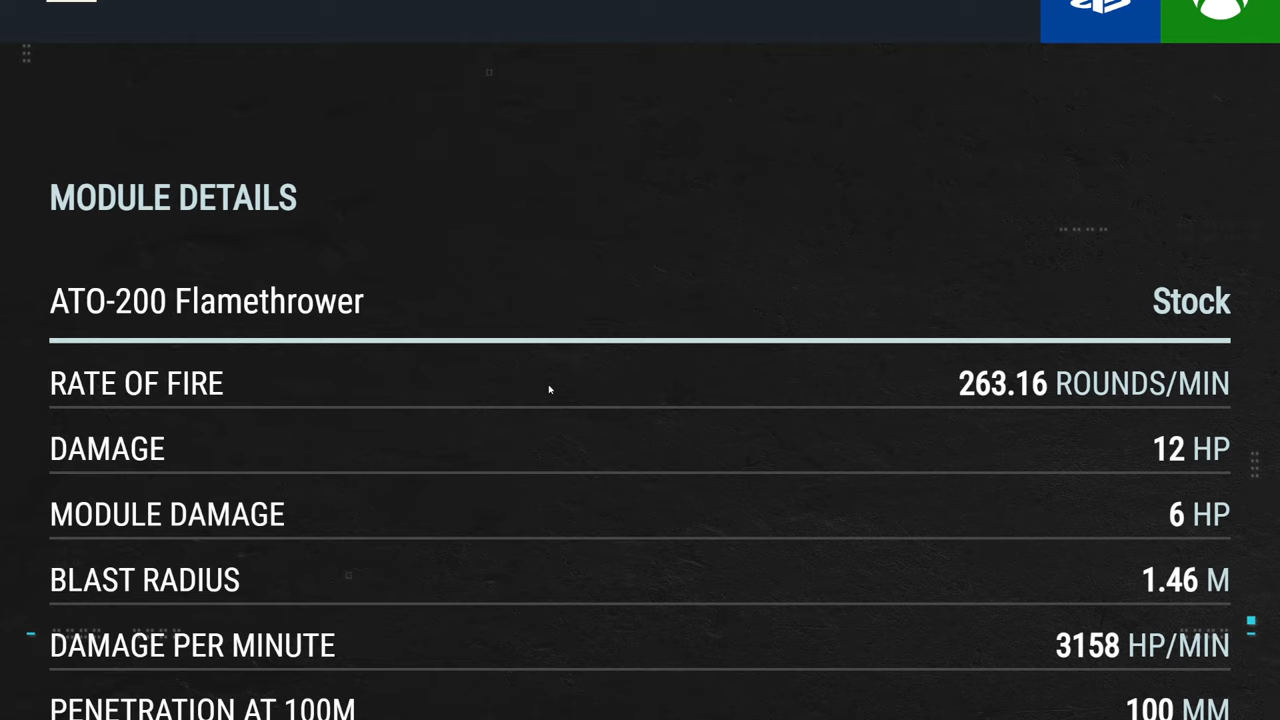 MODULE DETAILS
ATO-200 Flamethrower Stock
RATE OF FIRE 263.16 ROUNDS/MIN
DAMAGE 12 HP
MODULE DAMAGE 6 HP
BLAST RADIUS 1.46 M
DAMAGE PER MINUTE 3158 HP/MIN
PENETRATION AT 100M 100 MM